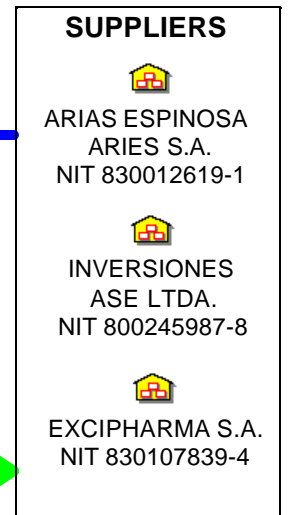 SUPPLIERS
ARIAS ESPINOSA
ARIES S.A.
NIT 830012619-1
INVERSIONES
ASE LTDA.
NIT 800245987-8
EXCIPHARMA S.A.
NIT 830107839-4